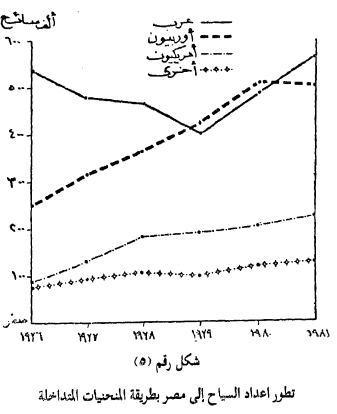 ألف سائح
عرب
أوربيون
أمريكيون
أخرى
٦٠٠
٥٠٠
٤٠٠
٣٠٠
٢٠٠
١٠٠
صفر
١٩٧٦ ١٩٧٧ ١٩٧٨ ١٩٧٩ ١٩٨٠ ١٩٨١
شكل رقم (٥)
تطور اعداد السياح إلى مصر بطريقة المنحنيات المتداخلة